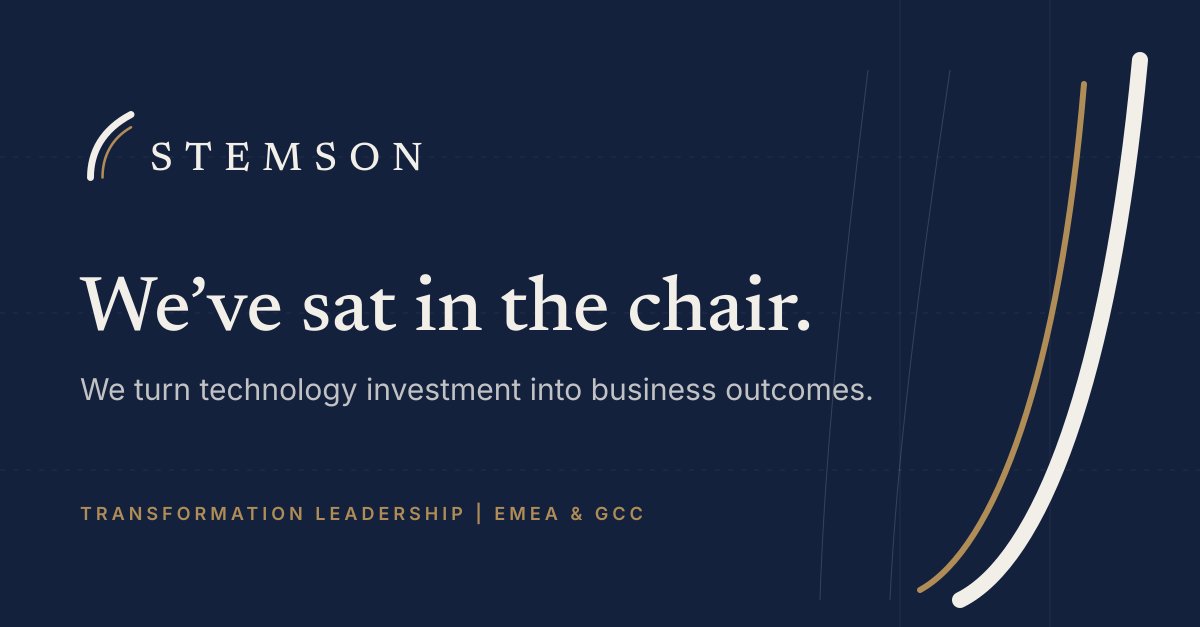 STEMSON
We’ve sat in the chair.
We turn technology investment into business outcomes.
TRANSFORMATION LEADERSHIP | EMEA & GCC